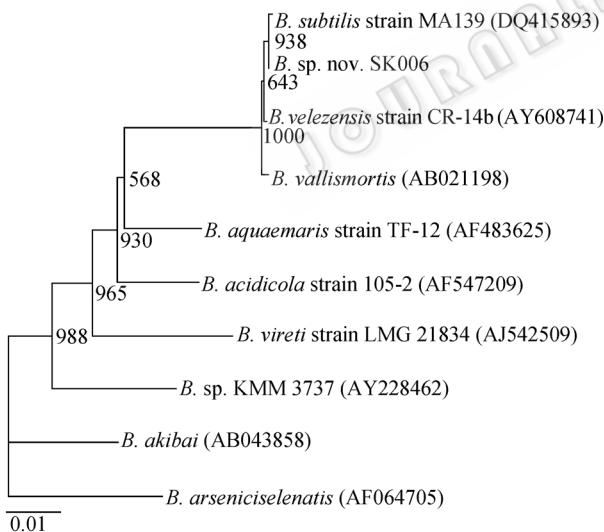 B. subtilis strain MA139 (DQ415893)
938
B. sp. nov. SK006
643
B. velezensis strain CR-14b (AY608741)
1000
B. vallismortis (AB021198)
568
B. aquaemaris strain TF-12 (AF483625)
930
B. acidicola strain 105-2 (AF547209)
965
B. vireti strain LMG 21834 (AJ542509)
988
B. sp. KMM 3737 (AY228462)
B. akibai (AB043858)
B. arseniciselenatis (AF064705)
0.01